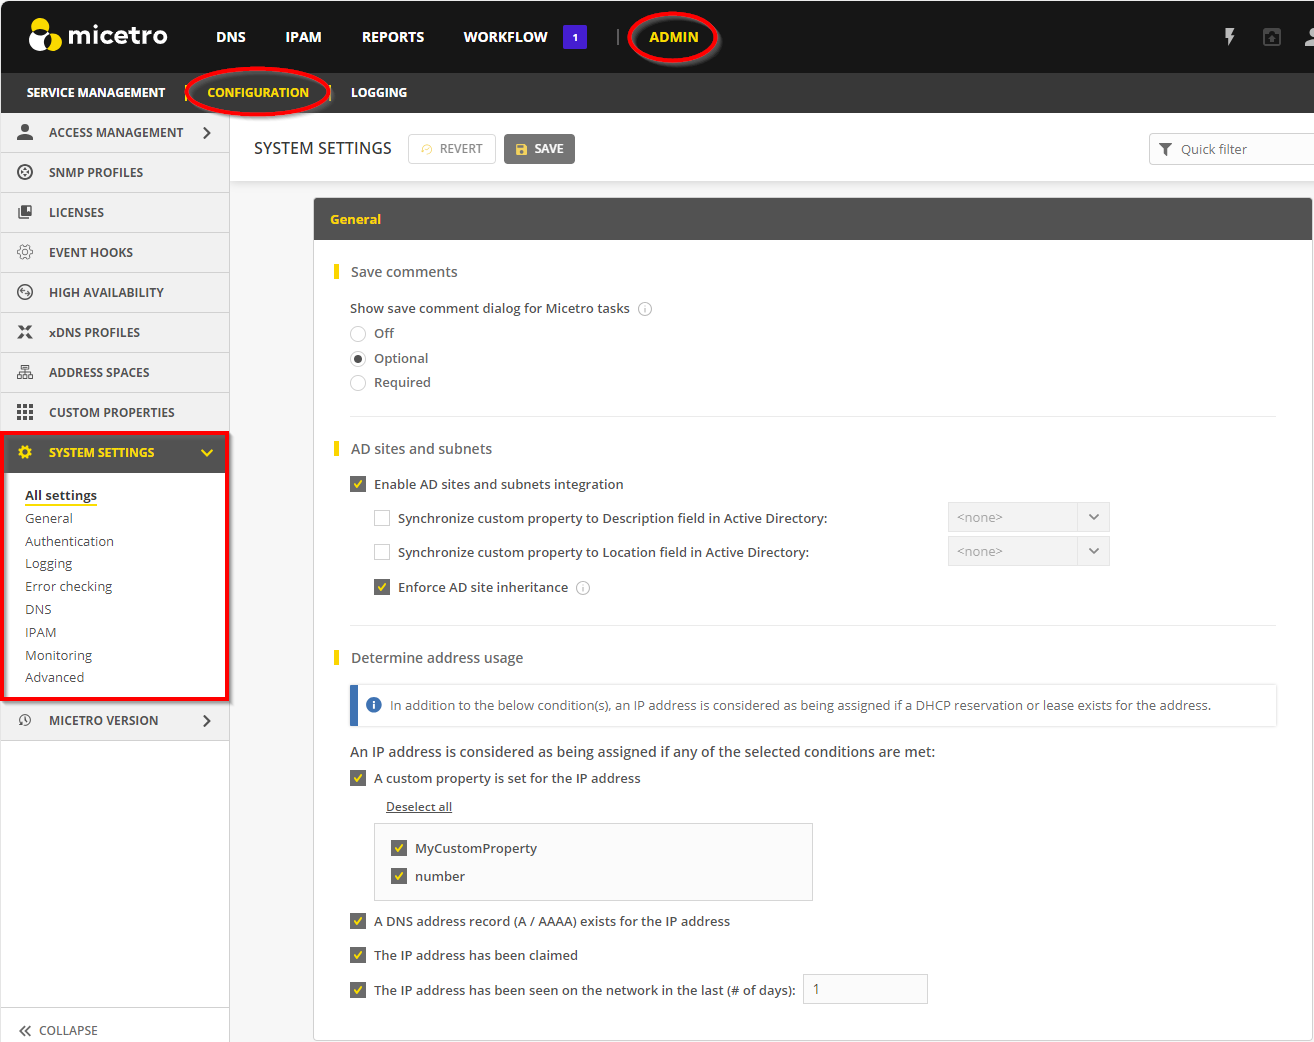 micetro
DNS
IPAM
REPORTS
WORKFLOW
1
ADMIN
SERVICE MANAGEMENT
CONFIGURATION
LOGGING
ACCESS MANAGEMENT
SNMP PROFILES
LICENSES
EVENT HOOKS
HIGH AVAILABILITY
xDNS PROFILES
ADDRESS SPACES
CUSTOM PROPERTIES
SYSTEM SETTINGS
All settings
General
Authentication
Logging
Error checking
DNS
IPAM
Monitoring
Advanced
MICETRO VERSION
COLLAPSE
SYSTEM SETTINGS
REVERT
SAVE
Quick filter
General
Save comments
Show save comment dialog for Micetro tasks
Off
Optional
Required
AD sites and subnets
Enable AD sites and subnets integration
Synchronize custom property to Description field in Active Directory:
<none>
Synchronize custom property to Location field in Active Directory:
<none>
Enforce AD site inheritance
Determine address usage
In addition to the below condition(s), an IP address is considered as being assigned if a DHCP reservation or lease exists for the address.
An IP address is considered as being assigned if any of the selected conditions are met:
A custom property is set for the IP address
Deselect all
MyCustomProperty
number
A DNS address record (A / AAAA) exists for the IP address
The IP address has been claimed
The IP address has been seen on the network in the last (# of days):
1